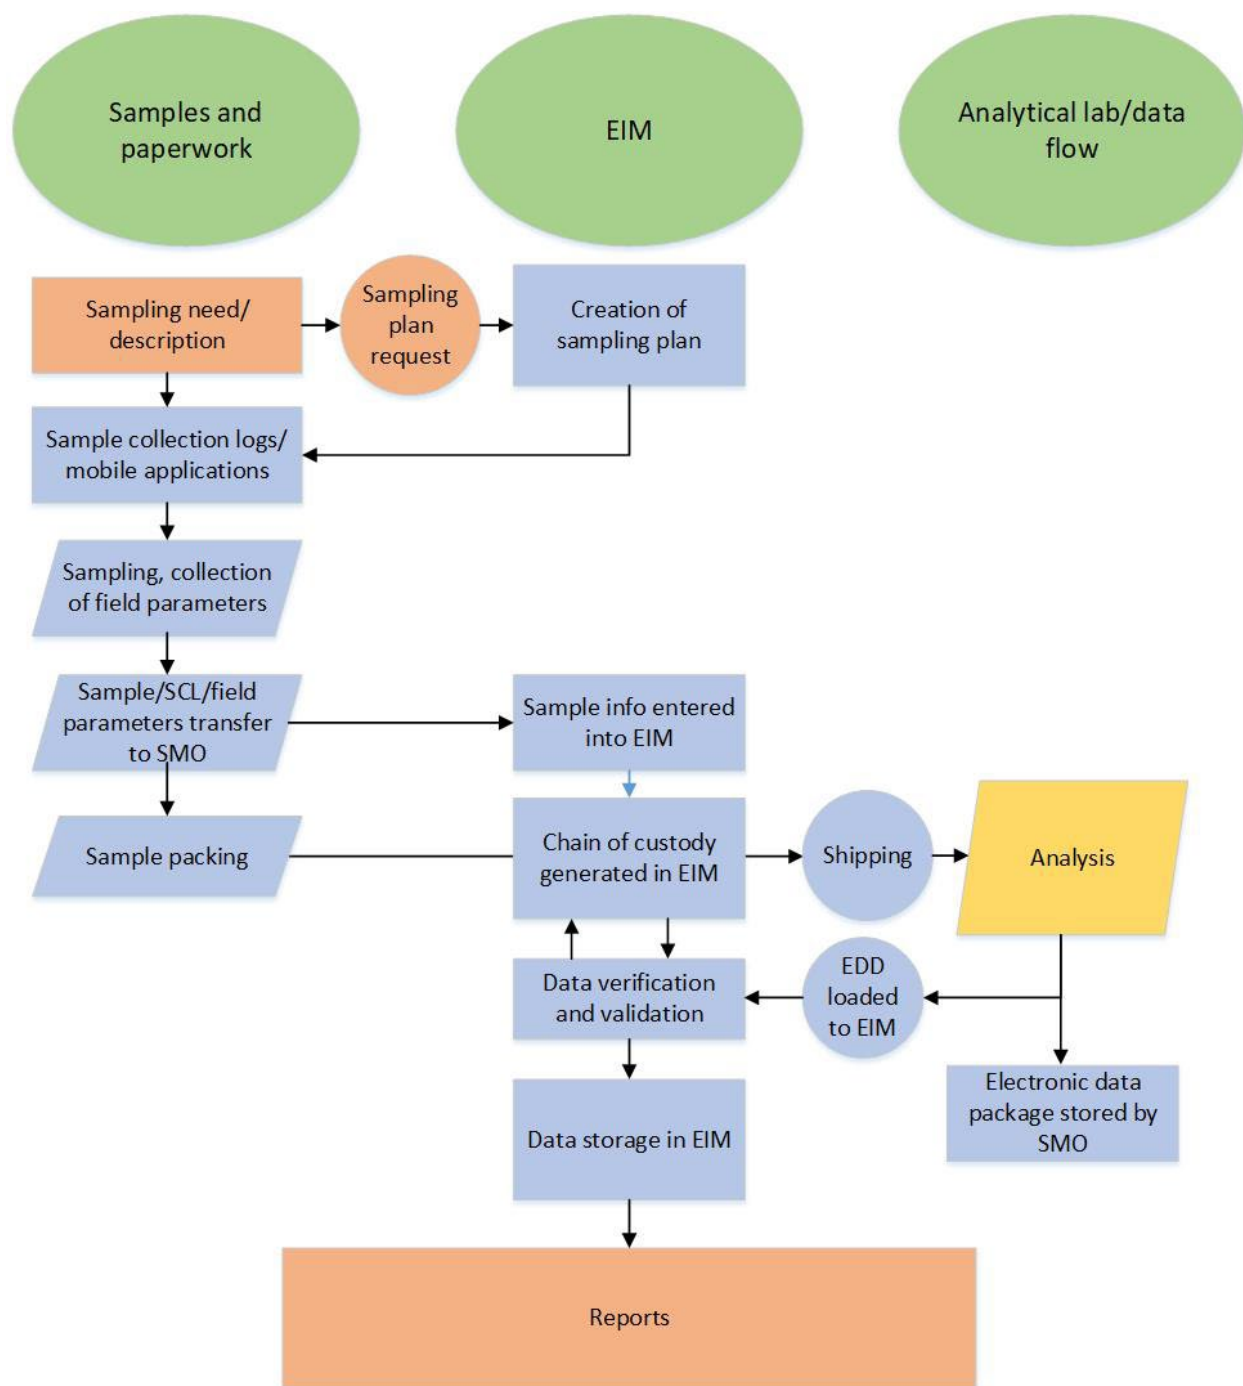 Samples and
paperwork
EIM
Analytical lab/data
flow
Sampling need/
description
Sampling
plan
request
Creation of
sampling plan
Sample collection logs/
mobile applications
Sampling, collection
of field parameters
Sample/SCL/field
parameters transfer
to SMO
Sample info entered
into EIM
Sample packing
Chain of custody
generated in EIM
Shipping
Analysis
Data verification
and validation
EDD
loaded
to EIM
Electronic data
package stored by
SMO
Data storage in EIM
Reports